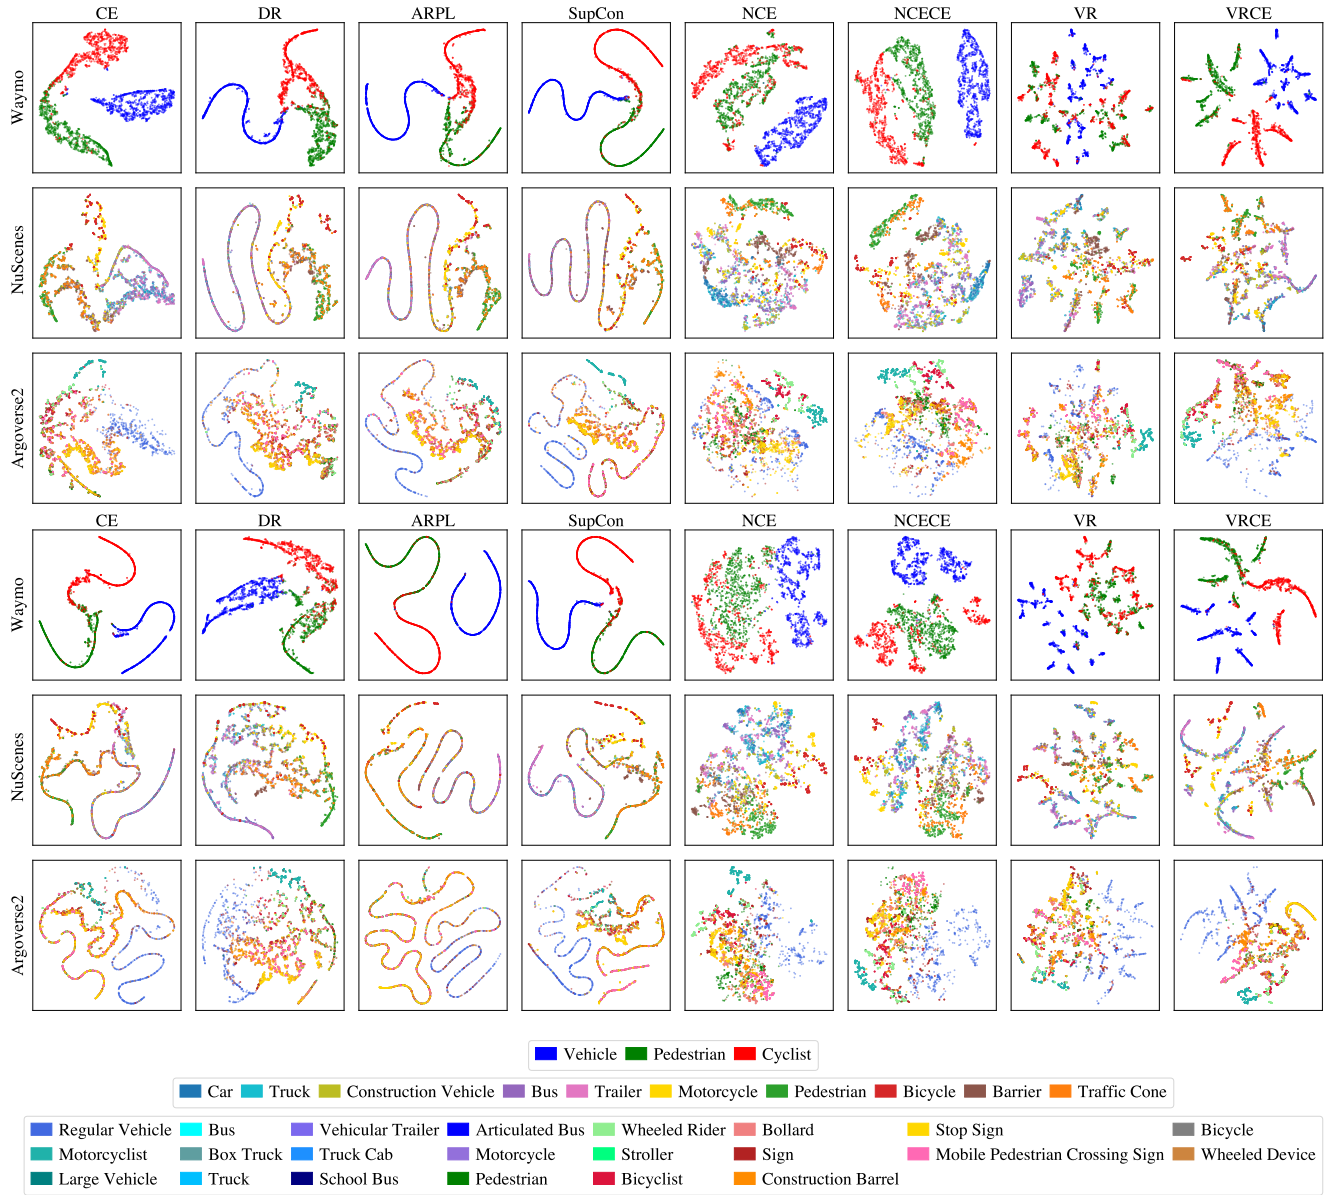 CE DR ARPL SupCon NCE NCECE VR VRCE
Waymo
NuScenes
Argoverse2
CE DR ARPL SupCon NCE NCECE VR VRCE
Waymo
NuScenes
Argoverse2
Vehicle Pedestrian Cyclist
Car Truck Construction Vehicle Bus Trailer Motorcycle Pedestrian Bicycle Barrier Traffic Cone
Regular Vehicle Bus Vehicular Trailer Articulated Bus Wheeled Rider Bollard Stop Sign Bicycle
Motorcyclist Box Truck Truck Cab Motorcycle Stroller Sign Mobile Pedestrian Crossing Sign Wheeled Device
Large Vehicle Truck School Bus Pedestrian Bicyclist Construction Barrel